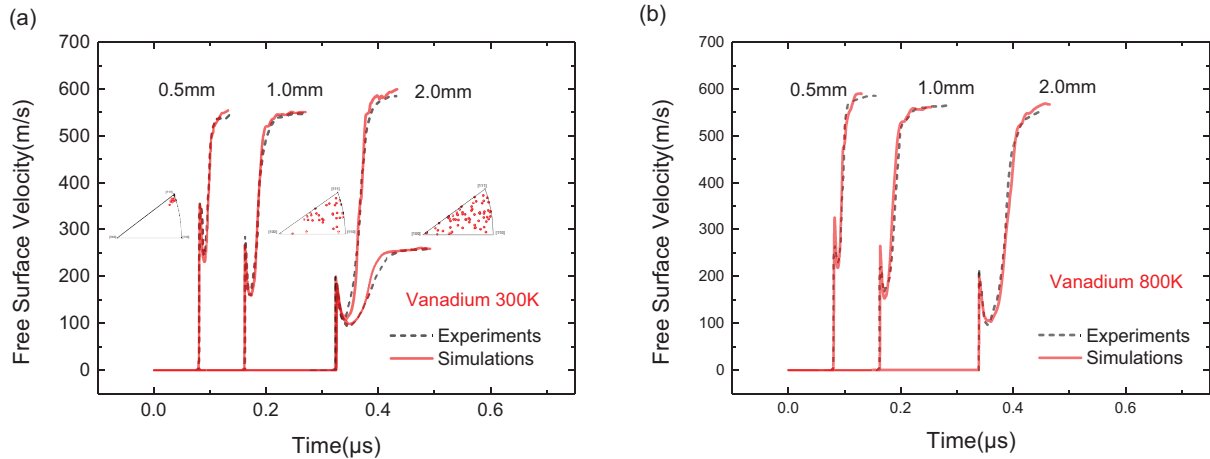 (a)
700
600
500
400
300
200
100
0
Free Surface Velocity(m/s)
0.5mm
1.0mm
2.0mm
Vanadium 300K
Experiments
Simulations
0.0
0.2
0.4
0.6
Time(μs)
(b)
700
600
500
400
300
200
100
0
Free Surface Velocity(m/s)
0.5mm
1.0mm
2.0mm
Vanadium 800K
Experiments
Simulations
0.0
0.2
0.4
0.6
Time(μs)